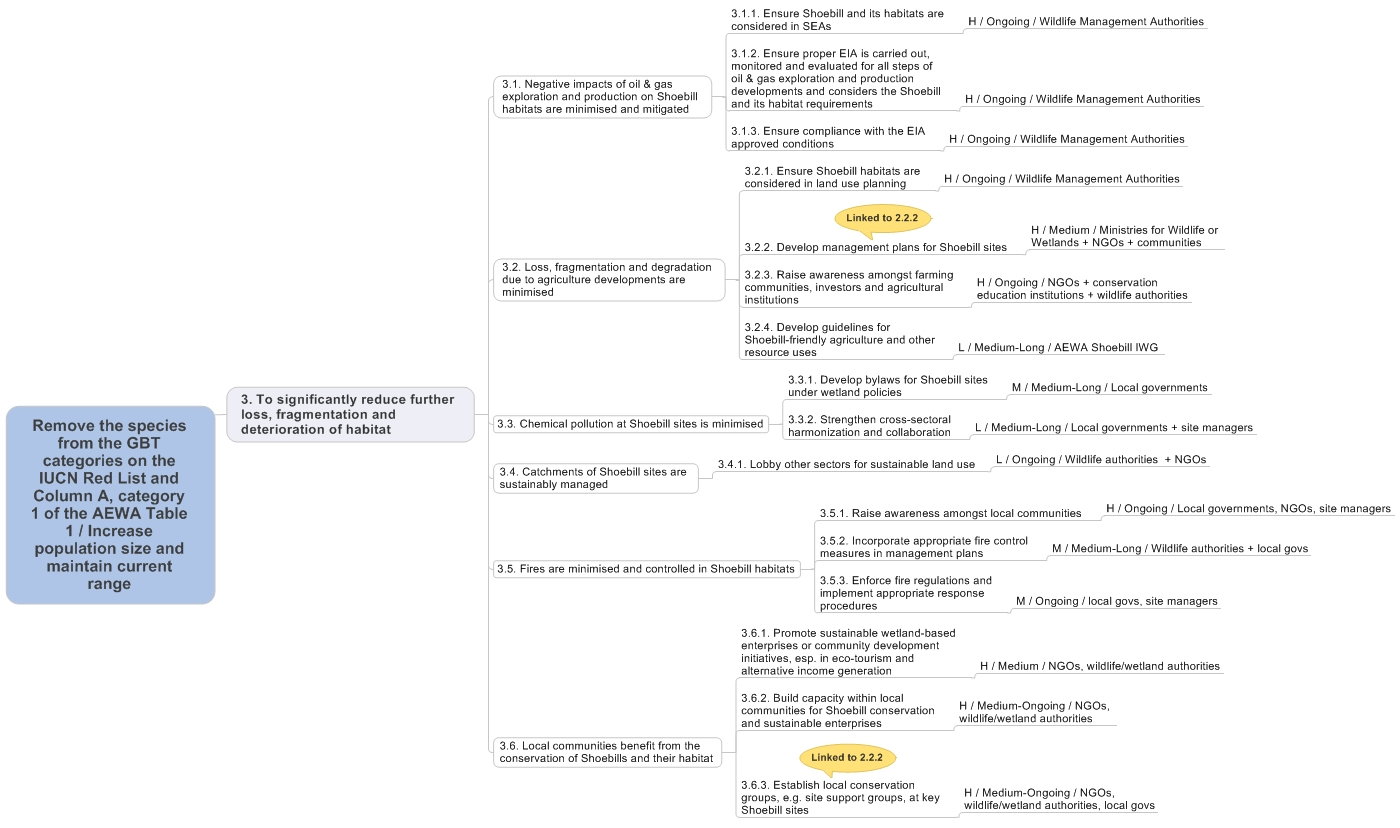 Remove the species
from the GBT
categories on the
IUCN Red List and
Column A, category
1 of the AEWA Table
1 / Increase
population size and
maintain current
range
3. To significantly reduce further
loss, fragmentation and
deterioration of habitat
3.1. Negative impacts of oil & gas
exploration and production on Shoebill
habitats are minimised and mitigated
3.1.1. Ensure Shoebill and its habitats are
considered in SEAs
H / Ongoing / Wildlife Management Authorities
3.1.2. Ensure proper EIA is carried out,
monitored and evaluated for all steps of
oil & gas exploration and production
developments and considers the Shoebill
and its habitat requirements
H / Ongoing / Wildlife Management Authorities
3.1.3. Ensure compliance with the EIA
approved conditions
H / Ongoing / Wildlife Management Authorities
3.2. Loss, fragmentation and degradation
due to agriculture developments are
minimised
3.2.1. Ensure Shoebill habitats are
considered in land use planning
H / Ongoing / Wildlife Management Authorities
Linked to 2.2.2
3.2.2. Develop management plans for Shoebill sites
H / Medium / Ministries for Wildlife or
Wetlands + NGOs + communities
3.2.3. Raise awareness amongst farming
communities, investors and agricultural
institutions
H / Ongoing / NGOs + conservation
education institutions + wildlife authorities
3.2.4. Develop guidelines for
Shoebill-friendly agriculture and other
resource uses
L / Medium-Long / AEWA Shoebill IWG
3.3. Chemical pollution at Shoebill sites is minimised
3.3.1. Develop bylaws for Shoebill sites
under wetland policies
M / Medium-Long / Local governments
3.3.2. Strengthen cross-sectoral
harmonization and collaboration
L / Medium-Long / Local governments + site managers
3.4. Catchments of Shoebill sites are
sustainably managed
3.4.1. Lobby other sectors for sustainable land use
L / Ongoing / Wildlife authorities + NGOs
3.5. Fires are minimised and controlled in Shoebill habitats
3.5.1. Raise awareness amongst local communities
H / Ongoing / Local governments, NGOs, site managers
3.5.2. Incorporate appropriate fire control
measures in management plans
M / Medium-Long / Wildlife authorities + local govs
3.5.3. Enforce fire regulations and
implement appropriate response
procedures
M / Ongoing / local govs, site managers
3.6. Local communities benefit from the
conservation of Shoebills and their habitat
3.6.1. Promote sustainable wetland-based
enterprises or community development
initiatives, esp. in eco-tourism and
alternative income generation
H / Medium / NGOs, wildlife/wetland authorities
3.6.2. Build capacity within local
communities for Shoebill conservation
and sustainable enterprises
H / Medium-Ongoing / NGOs,
wildlife/wetland authorities
Linked to 2.2.2
3.6.3. Establish local conservation
groups, e.g. site support groups, at key
Shoebill sites
H / Medium-Ongoing / NGOs,
wildlife/wetland authorities, local govs